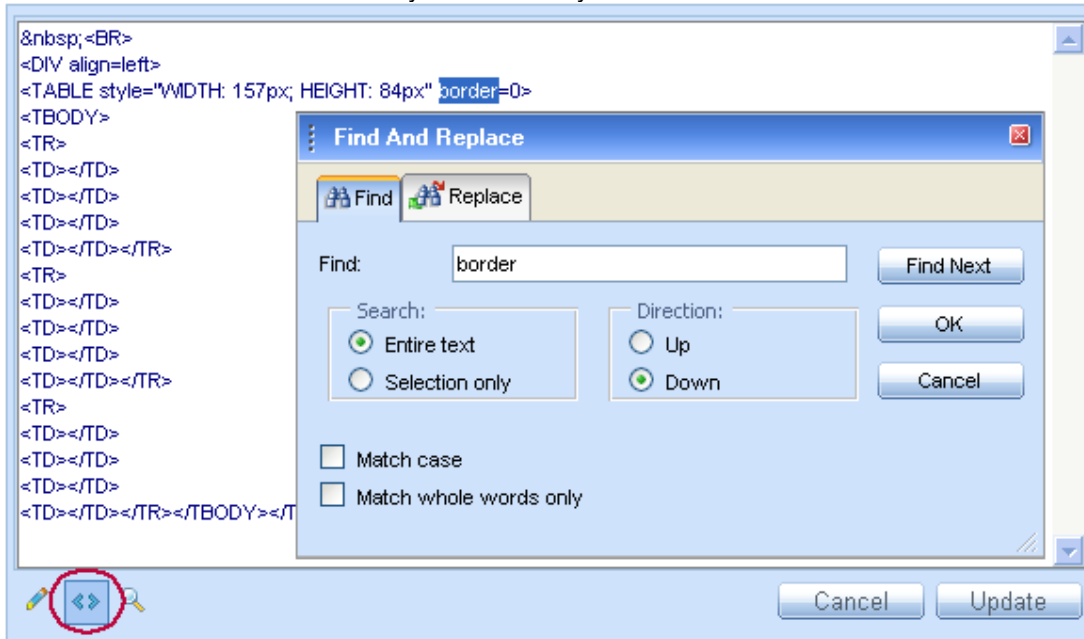 &nbsp;<BR>
<DIV align=left>
<TABLE style="WIDTH: 157px; HEIGHT: 84px" border=0>
<TBODY>
<TR>
<TD></TD>
<TD></TD>
<TD></TD>
<TD></TD></TR>
<TR>
<TD></TD>
<TD></TD>
<TD></TD>
<TD></TD></TR>
<TR>
<TD></TD>
<TD></TD>
<TD></TD>
<TD></TD></TR></TBODY></T
Find And Replace
Find Replace
Find: border Find Next
Search: Direction:
Entire text Up OK
Selection only Down Cancel
Match case
Match whole words only
Cancel Update